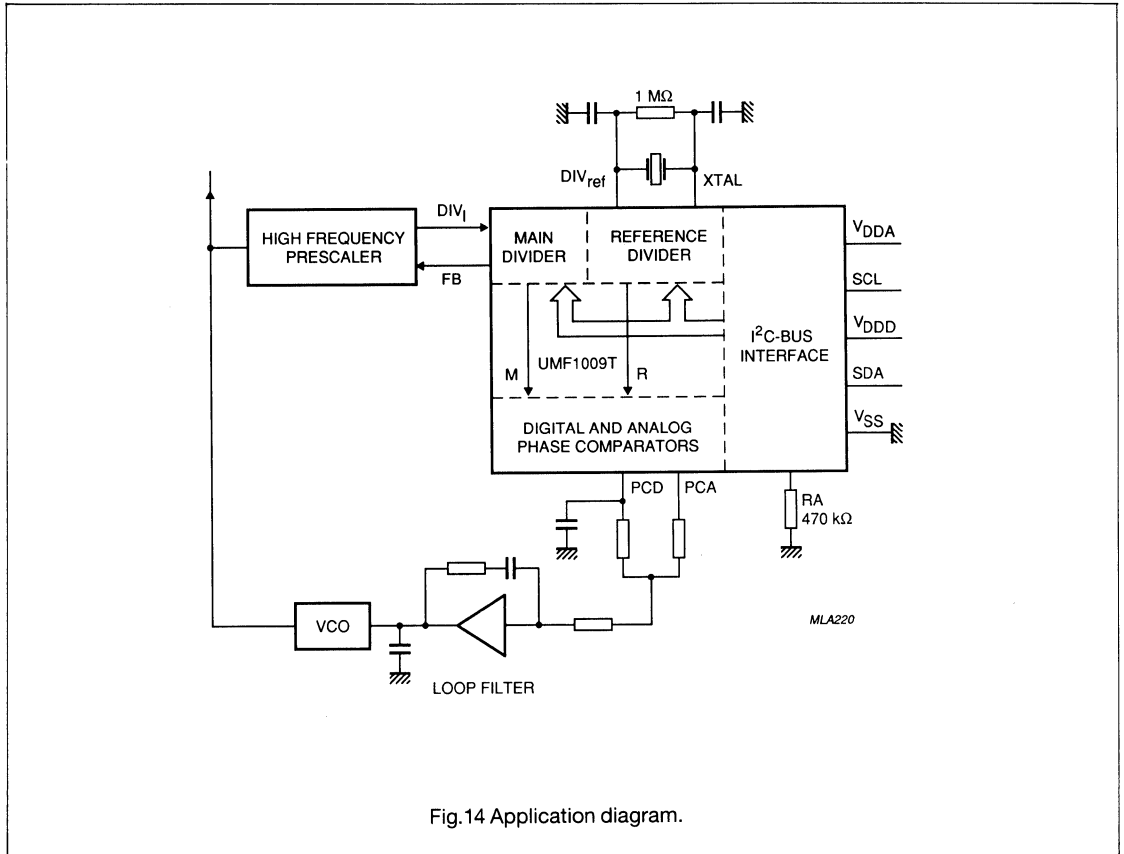 1 MΩ
DIVref
XTAL
DIVI
HIGH FREQUENCY
PRESCALER
FB
MAIN
DIVIDER
REFERENCE
DIVIDER
I²C-BUS
INTERFACE
VDDA
SCL
VDDD
SDA
VSS
UMF1009T
M
R
DIGITAL AND ANALOG
PHASE COMPARATORS
PCD
PCA
RA
470 kΩ
VCO
LOOP FILTER
MLA220
Fig.14 Application diagram.